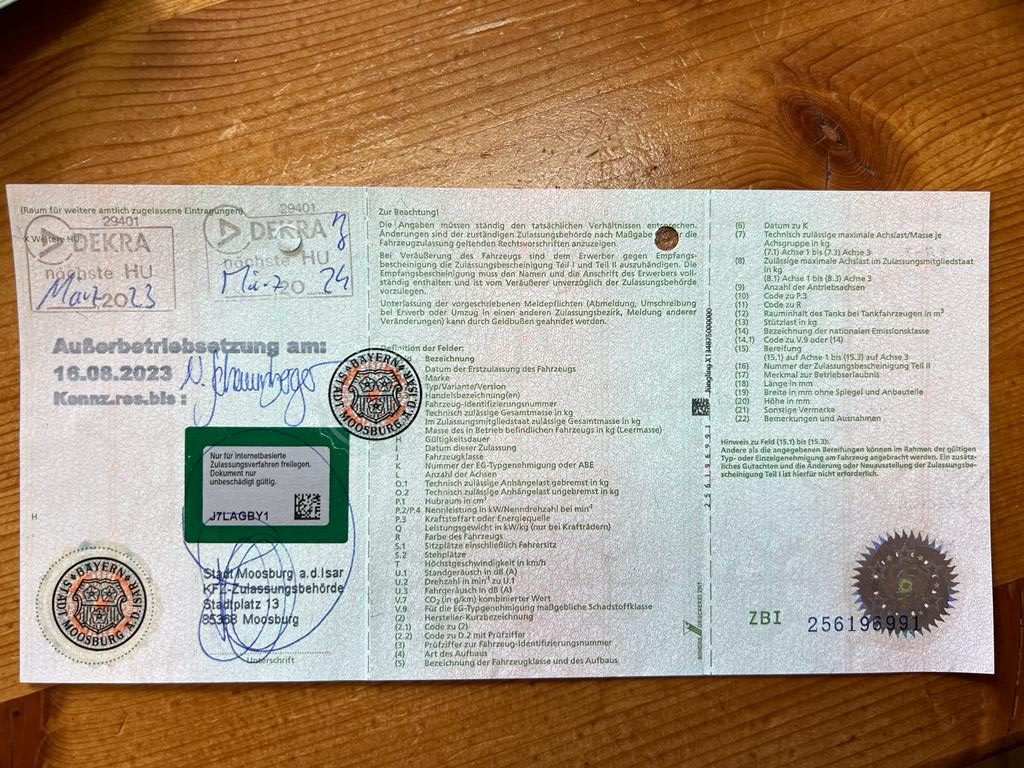 (Raum für weitere amtlich zugelassene Eintragungen)
x Weitere HU:
29401
DEKRA
nächste HU
März 2023
29401
DEKRA
nächste HU
März 20 24
Außerbetriebsetzung am:
16.08.2023
Kennz.res.bis :
STADT MOOSBURG A.D. ISAR
BAYERN
Nur für internetbasierte
Zulassungsverfahren freilegen.
Dokument nur
unbeschädigt gültig.
J7LAGBY1
H
BAYERN
STADT MOOSBURG A.D. ISAR
Stadt Moosburg a.d.Isar
KFZ-Zulassungsbehörde
Stadtplatz 13
85368 Moosburg
Unterschrift
Zur Beachtung!
Die Angaben müssen ständig den tatsächlichen Verhältnissen entsprechen.
Änderungen sind der zuständigen Zulassungsbehörde nach Maßgabe der für die
Fahrzeugzulassung geltenden Rechtsvorschriften anzuzeigen.
Bei Veräußerung des Fahrzeugs sind dem Erwerber gegen Empfangs-
bescheinigung die Zulassungsbescheinigung Teil I und Teil II auszuhändigen. Die
Empfangsbescheinigung muss den Namen und die Anschrift des Erwerbers voll-
ständig enthalten und ist vom Veräußerer unverzüglich der Zulassungsbehörde
vorzulegen.
Unterlassung der vorgeschriebenen Meldepflichten (Abmeldung, Umschreibung
bei Erwerb oder Umzug in einen anderen Zulassungsbezirk, Meldung anderer
Veränderungen) kann durch Geldbußen geahndet werden.
Definition der Felder:
Bezeichnung
Datum der Erstzulassung des Fahrzeugs
Marke
Typ/Variante/Version
Handelsbezeichnung(en)
Fahrzeug-Identifizierungsnummer
Technisch zulässige Gesamtmasse in kg
Im Zulassungsmitgliedstaat zulässige Gesamtmasse in kg
Masse des in Betrieb befindlichen Fahrzeugs in kg (Leermasse)
H Gültigkeitsdauer
I Datum dieser Zulassung
J Fahrzeugklasse
K Nummer der EG-Typgenehmigung oder ABE
L Anzahl der Achsen
O.1 Technisch zulässige Anhängelast gebremst in kg
O.2 Technisch zulässige Anhängelast ungebremst in kg
P.1 Hubraum in cm³
P.2/P.4 Nennleistung in kW/Nenndrehzahl bei min⁻¹
P.3 Kraftstoffart oder Energiequelle
Q Leistungsgewicht in kW/kg (nur bei Krafträdern)
R Farbe des Fahrzeugs
S.1 Sitzplätze einschließlich Fahrersitz
S.2 Stehplätze
T Höchstgeschwindigkeit in km/h
U.1 Standgeräusch in dB (A)
U.2 Drehzahl in min⁻¹ zu U.1
U.3 Fahrgeräusch in dB (A)
V.7 CO₂ (in g/km) kombinierter Wert
V.9 Für die EG-Typgenehmigung maßgebliche Schadstoffklasse
(2) Hersteller-Kurzbezeichnung
(2.1) Code zu (2)
(2.2) Code zu D.2 mit Prüfziffer
(3) Prüfziffer zur Fahrzeug-Identifizierungsnummer
(4) Art des Aufbaus
(5) Bezeichnung der Fahrzeugklasse und des Aufbaus
(6) Datum zu K
(7) Technisch zulässige maximale Achslast/Masse je
Achsgruppe in kg
(7.1) Achse 1 bis (7.3) Achse 3
(8) Zulässige maximale Achslast im Zulassungsmitgliedstaat
in kg
(8.1) Achse 1 bis (8.3) Achse 3
(9) Anzahl der Antriebsachsen
(10) Code zu P.3
(11) Code zu R
(12) Rauminhalt des Tanks bei Tankfahrzeugen in m³
(13) Stützlast in kg
(14) Bezeichnung der nationalen Emissionsklasse
(14.1) Code zu V.9 oder (14)
(15) Bereifung
(15.1) auf Achse 1 bis (15.3) auf Achse 3
(16) Nummer der Zulassungsbescheinigung Teil II
(17) Merkmal zur Betriebserlaubnis
(18) Länge in mm
(19) Breite in mm ohne Spiegel und Anbauteile
(20) Höhe in mm
(21) Sonstige Vermerke
(22) Bemerkungen und Ausnahmen
Hinweis zu Feld (15.1) bis (15.3):
Andere als die angegebenen Bereifungen können im Rahmen der gültigen
Typ- oder Einzelgenehmigung am Fahrzeug angebracht werden. Ein zusätz-
liches Gutachten und die Änderung oder Neuausstellung der Zulassungsbe-
scheinigung Teil I ist hierfür nicht erforderlich.
ZBI 256196991